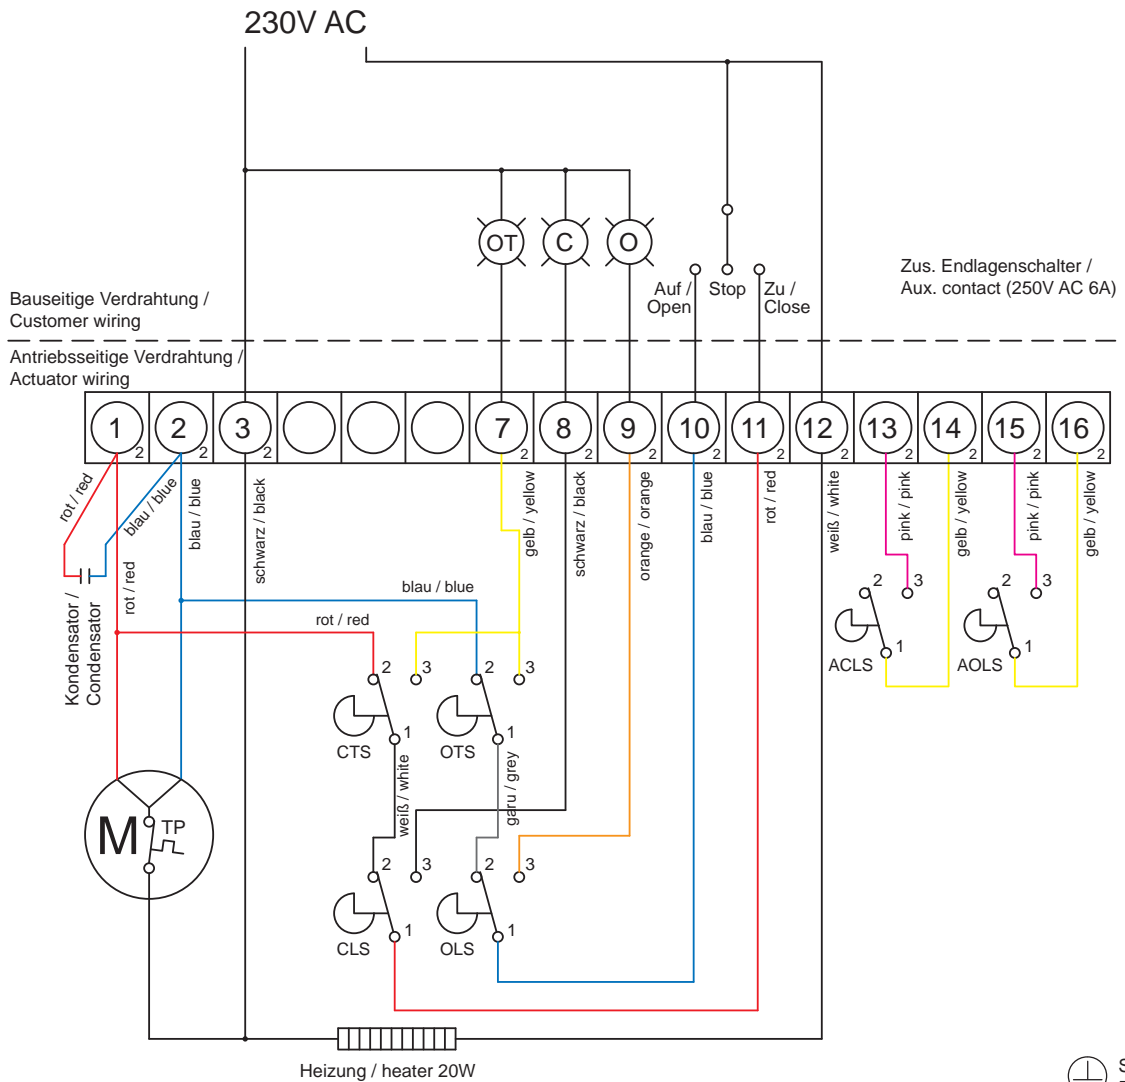 230V AC
OT
C
O
Auf /
Open
Stop
Zu /
Close
Zus. Endlagenschalter /
Aux. contact (250V AC 6A)
Bauseitige Verdrahtung /
Customer wiring
Antriebsseitige Verdrahtung /
Actuator wiring
1 2 3 7 8 9 10 11 12 13 14 15 16
2 2 2 2 2 2 2 2 2 2 2 2 2
rot / red
blau / blue
rot / red
blau / blue
schwarz / black
gelb / yellow
schwarz / black
orange / orange
blau / blue
rot / red
weiß / white
pink / pink
gelb / yellow
pink / pink
gelb / yellow
Kondensator /
Condensator
blau / blue
rot / red
2 3
1
ACLS
2 3
1
AOLS
2 3
1
CTS
2 3
1
OTS
weiß / white
garu / grey
M
TP
2 3
1
CLS
2 3
1
OLS
Heizung / heater 20W
S